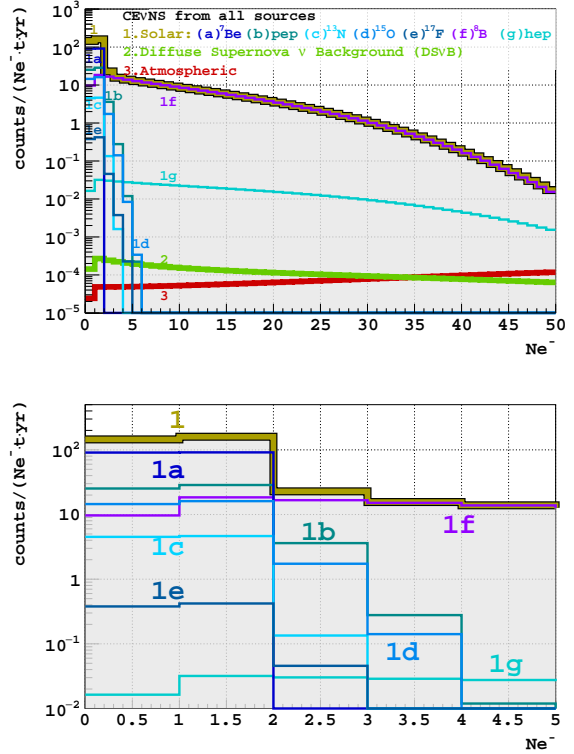 CEνNS from all sources
1.Solar: (a)⁷Be (b)pep (c)¹³N (d)¹⁵O (e)¹⁷F (f)⁸B (g)hep
2.Diffuse Supernova ν Background (DSνB)
3.Atmospheric
counts/(Ne⁻·t·yr)
10³
10²
10
1
10⁻¹
10⁻²
10⁻³
10⁻⁴
10⁻⁵
1
1a
1b
1c
1e
1f
1g
1d
2
3
0 5 10 15 20 25 30 35 40 45 50
Ne⁻
counts/(Ne⁻·t·yr)
10²
10
1
10⁻¹
10⁻²
1
1a
1f
1b
1c
1e
1d
1g
0 0.5 1 1.5 2 2.5 3 3.5 4 4.5 5
Ne⁻